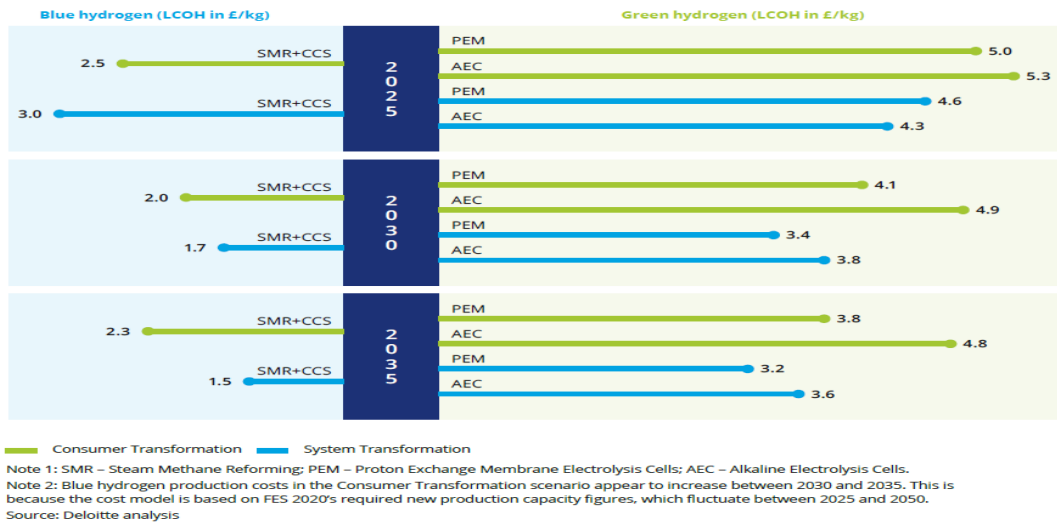 Blue hydrogen (LCOH in £/kg)
Green hydrogen (LCOH in £/kg)
2025
SMR+CCS
2.5
SMR+CCS
3.0
PEM
5.0
AEC
5.3
PEM
4.6
AEC
4.3
2030
SMR+CCS
2.0
SMR+CCS
1.7
PEM
4.1
AEC
4.9
PEM
3.4
AEC
3.8
2035
SMR+CCS
2.3
SMR+CCS
1.5
PEM
3.8
AEC
4.8
PEM
3.2
AEC
3.6
Consumer Transformation
System Transformation
Note 1: SMR – Steam Methane Reforming; PEM – Proton Exchange Membrane Electrolysis Cells; AEC – Alkaline Electrolysis Cells.
Note 2: Blue hydrogen production costs in the Consumer Transformation scenario appear to increase between 2030 and 2035. This is
because the cost model is based on FES 2020’s required new production capacity figures, which fluctuate between 2025 and 2050.
Source: Deloitte analysis